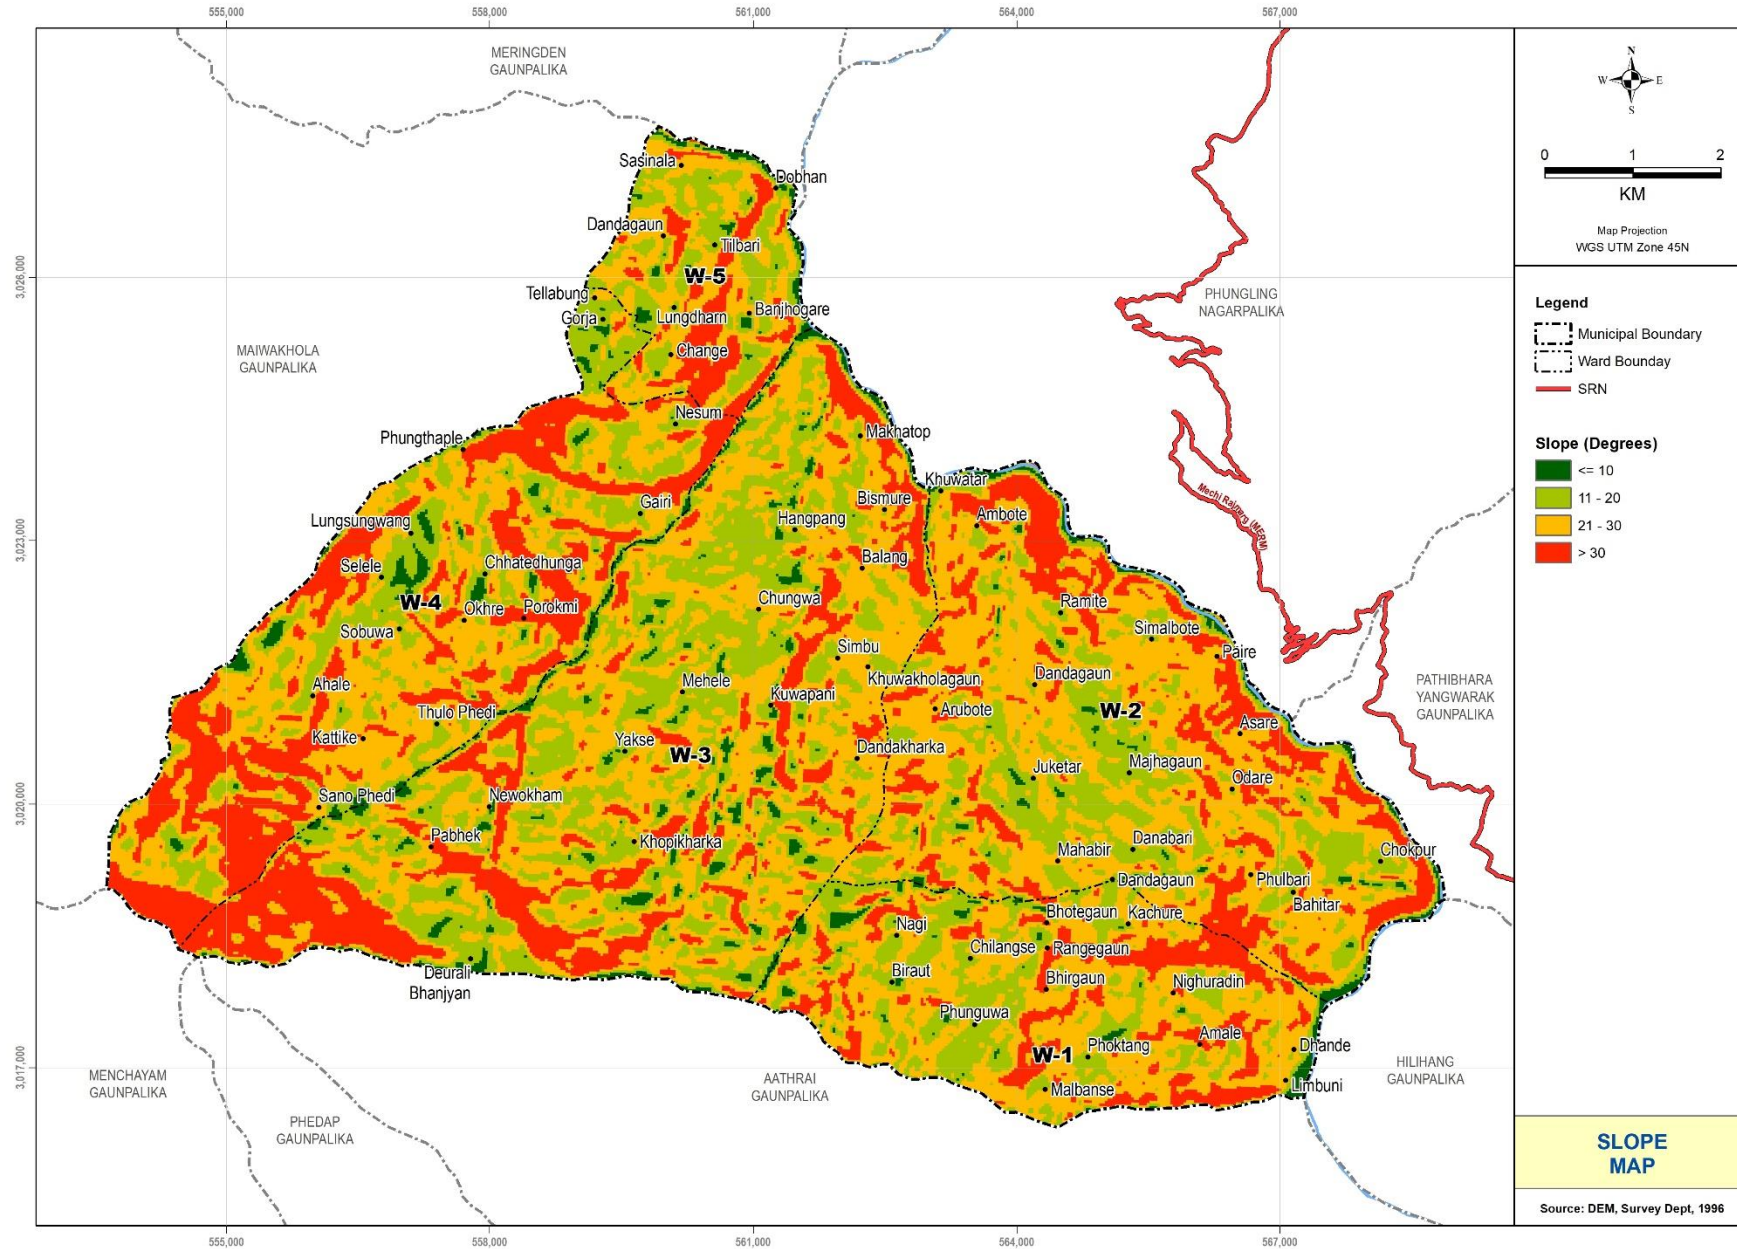 555,000
558,000
561,000
564,000
567,000
MERINGDEN
GAUNPALIKA
N
W
E
S
0
1
2
KM
Map Projection
WGS UTM Zone 45N
Sasinala
Dobhan
Dandagaun
Tilbari
3,026,000
W-5
Tellabung
Gorja
Lungdharn
Banjhogare
Change
PHUNGLING
NAGARPALIKA
MAIWAKHOLA
GAUNPALIKA
Legend
Municipal Boundary
Ward Bounday
SRN
Slope (Degrees)
<= 10
11 - 20
21 - 30
> 30
Nesum
Phungthaple
Makhatop
Khuwatar
Bismure
Gairi
Hangpang
Ambote
Mechi Rajmarg (MERM)
Lungsungwang
3,023,000
Balang
Selele
Chhatedhunga
Chungwa
W-4
Okhre
Porokmi
Ramite
Sobuwa
Simalbote
Simbu
Paire
Khuwakholagaun
Dandagaun
Mehele
Ahale
Kuwapani
PATHIBHARA
YANGWARAK
GAUNPALIKA
Thulo Phedi
Arubote
W-2
Asare
Kattike
Yakse
W-3
Dandakharka
Juketar
Majhagaun
Odare
Sano Phedi
Newokham
3,020,000
Pabhek
Khopikharka
Danabari
Mahabir
Chokpur
Dandagaun
Phulbari
Bahitar
Nagi
Bhotegaun
Kachure
Chilangse
Rangegaun
Deurali
Bhanjyan
Biraut
Bhirgaun
Nighuradin
Phunguwa
Amale
W-1
Phoktang
Dhande
3,017,000
Malbanse
Limbuni
MENCHAYAM
GAUNPALIKA
AATHRAI
GAUNPALIKA
HILIHANG
GAUNPALIKA
PHEDAP
GAUNPALIKA
SLOPE
MAP
Source: DEM, Survey Dept, 1996
555,000
558,000
561,000
564,000
567,000